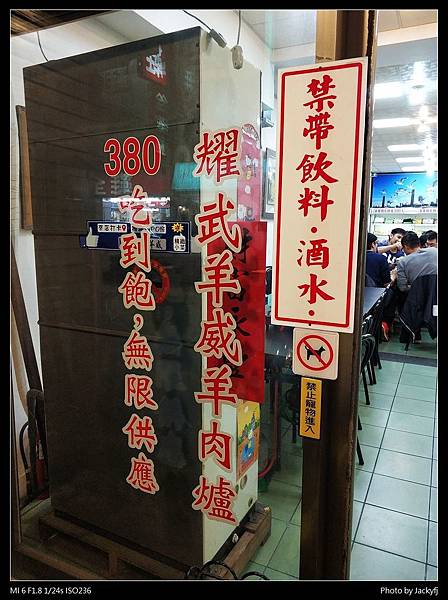 380
吃到飽，無限供應
耀武羊威羊肉爐
禁帶飲料·酒水·
禁止寵物進入
MI 6 F1.8 1/24s ISO236
Photo by Jackyfj